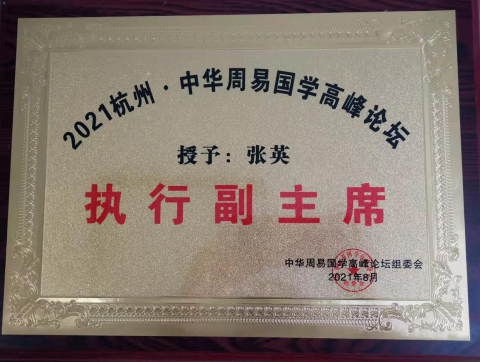 2021杭州·中华周易国学高峰论坛
授予：张英
执行副主席
中华周易国学高峰论坛组委会
2021年8月